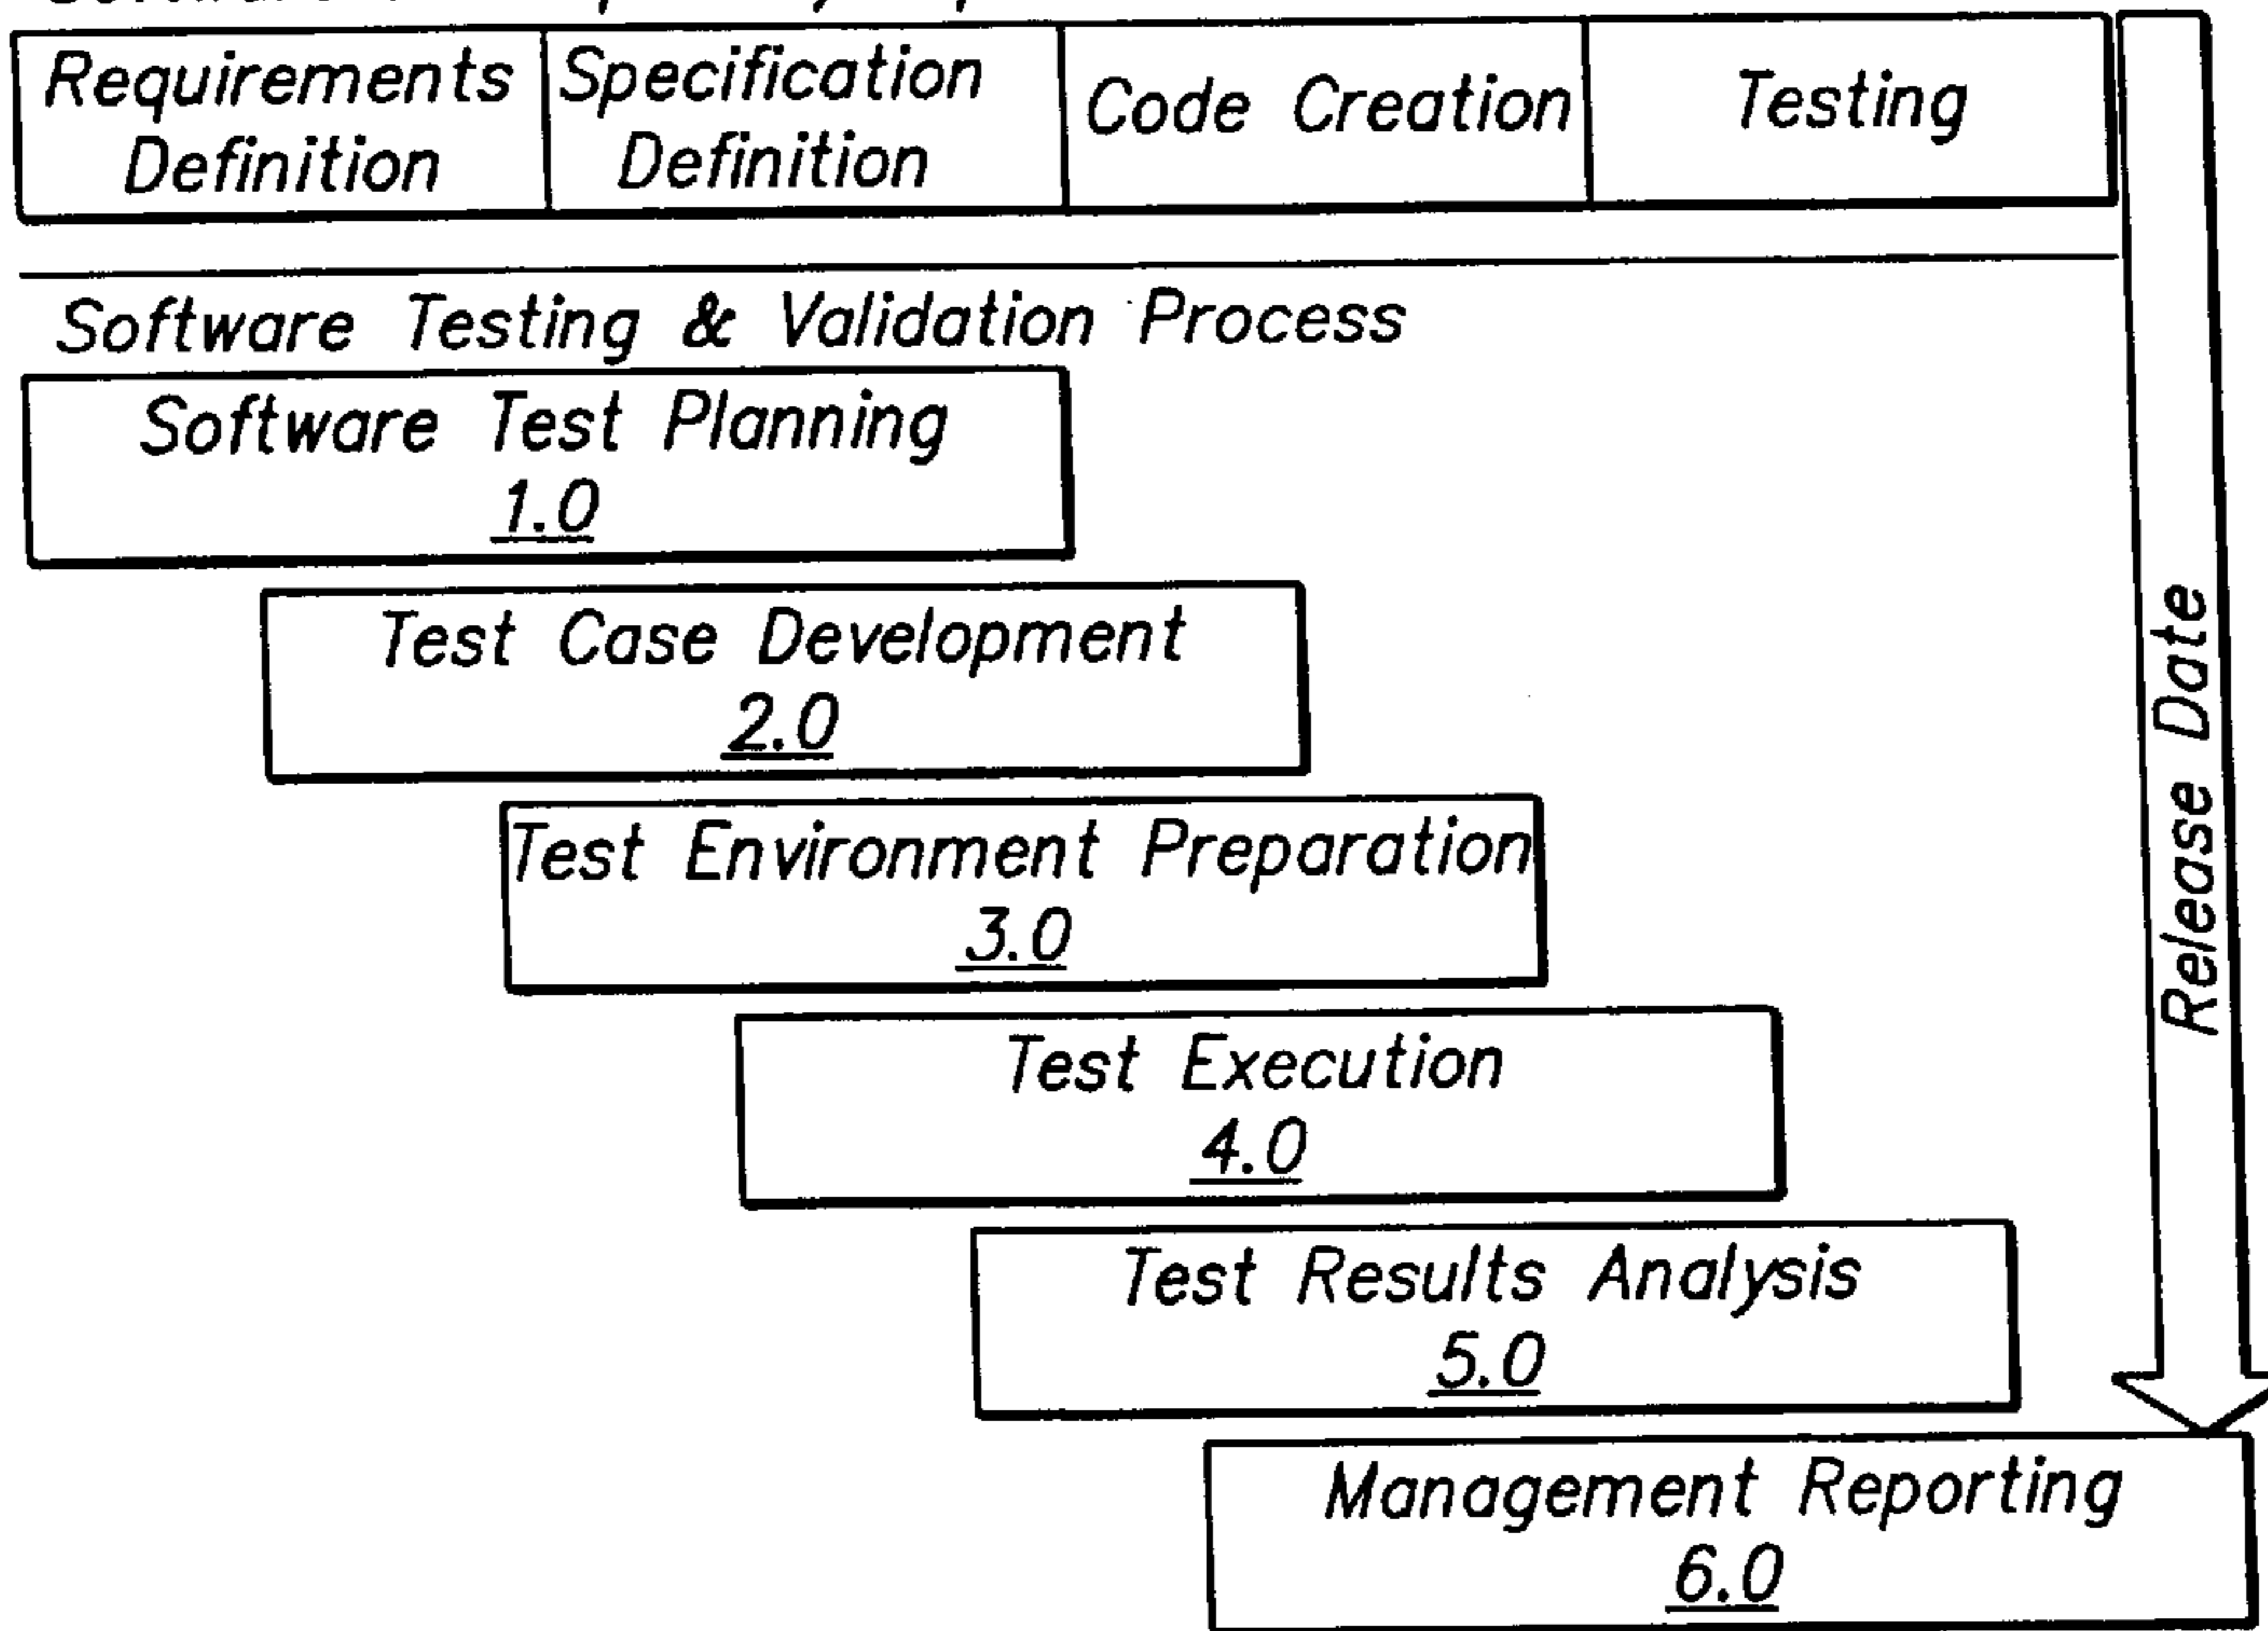 Requirements
Definition
Specification
Definition
Code Creation
Testing
Software Testing & Validation Process
Software Test Planning
1.0
Test Case Development
2.0
Test Environment Preparation
3.0
Test Execution
4.0
Test Results Analysis
5.0
Management Reporting
6.0
Release Date